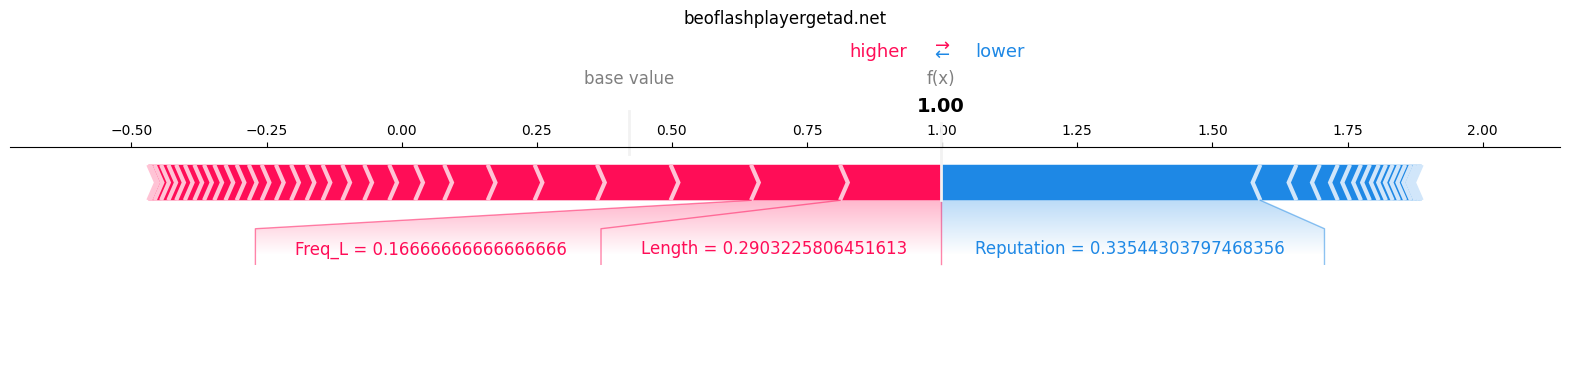 beoflashplayergetad.net
higher ⇄ lower
base value f(x)
1.00
−0.50 −0.25 0.00 0.25 0.50 0.75 1.00 1.25 1.50 1.75 2.00
Freq_L = 0.16666666666666666 Length = 0.2903225806451613 Reputation = 0.33544303797468356